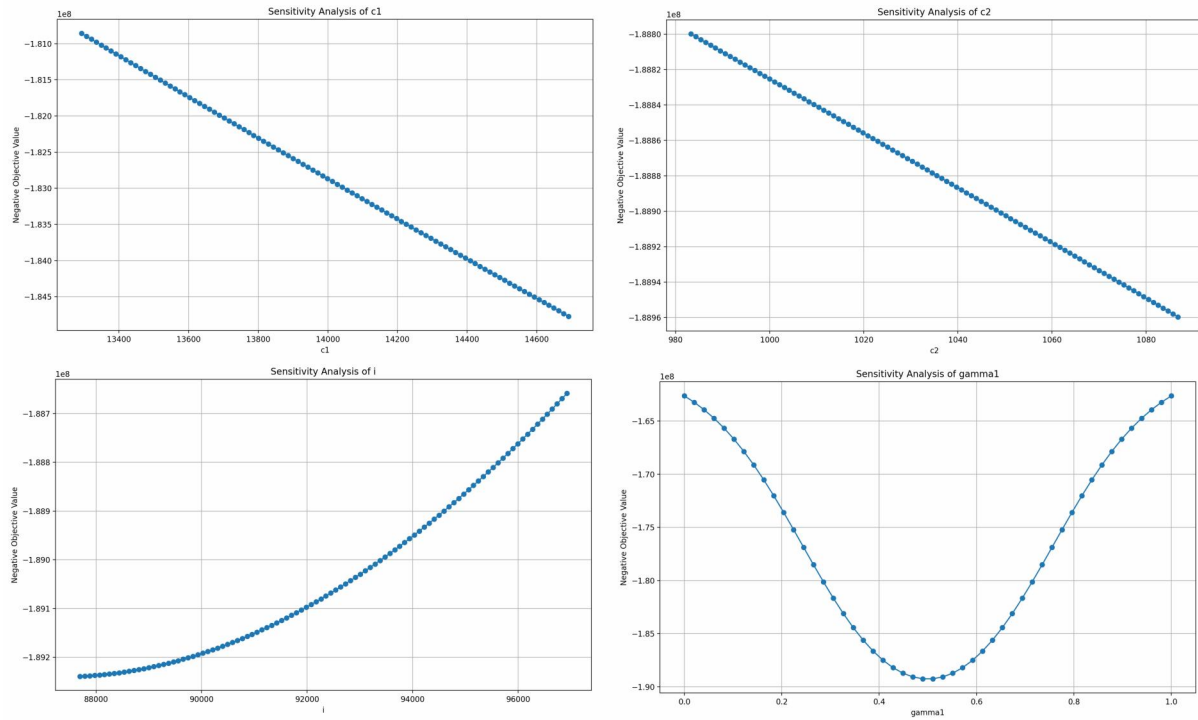 Sensitivity Analysis of c1
1e8
−1.810
−1.815
−1.820
−1.825
−1.830
−1.835
−1.840
−1.845
Negative Objective Value
13400 13600 13800 14000 14200 14400 14600
c1
Sensitivity Analysis of c2
1e8
−1.8880
−1.8882
−1.8884
−1.8886
−1.8888
−1.8890
−1.8892
−1.8894
−1.8896
Negative Objective Value
980 1000 1020 1040 1060 1080
c2
Sensitivity Analysis of i
1e8
−1.887
−1.888
−1.889
−1.890
−1.891
−1.892
Negative Objective Value
88000 90000 92000 94000 96000
i
Sensitivity Analysis of gamma1
1e8
−1.65
−1.70
−1.75
−1.80
−1.85
−1.90
Negative Objective Value
0.0 0.2 0.4 0.6 0.8 1.0
gamma1